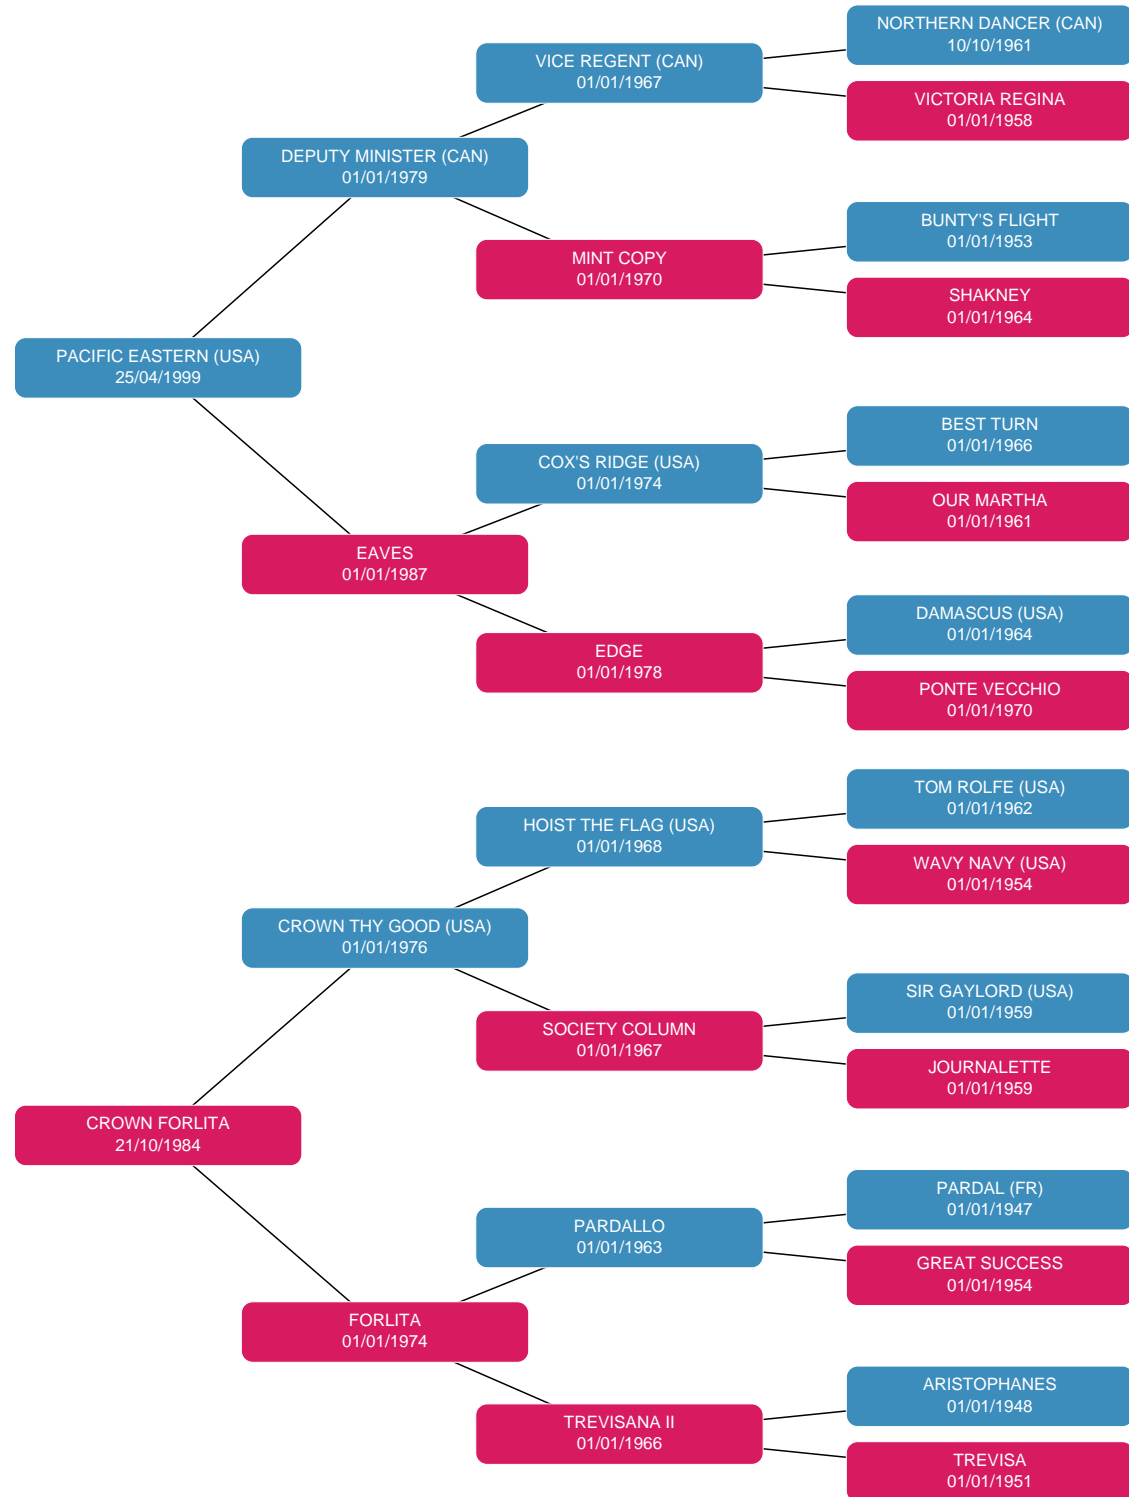 NORTHERN DANCER (CAN)
10/10/1961
VICE REGENT (CAN)
01/01/1967
VICTORIA REGINA
01/01/1958
DEPUTY MINISTER (CAN)
01/01/1979
BUNTY'S FLIGHT
01/01/1953
MINT COPY
01/01/1970
SHAKNEY
01/01/1964
PACIFIC EASTERN (USA)
25/04/1999
BEST TURN
01/01/1966
COX'S RIDGE (USA)
01/01/1974
OUR MARTHA
01/01/1961
EAVES
01/01/1987
DAMASCUS (USA)
01/01/1964
EDGE
01/01/1978
PONTE VECCHIO
01/01/1970
TOM ROLFE (USA)
01/01/1962
HOIST THE FLAG (USA)
01/01/1968
WAVY NAVY (USA)
01/01/1954
CROWN THY GOOD (USA)
01/01/1976
SIR GAYLORD (USA)
01/01/1959
SOCIETY COLUMN
01/01/1967
JOURNALETTE
01/01/1959
CROWN FORLITA
21/10/1984
PARDAL (FR)
01/01/1947
PARDALLO
01/01/1963
GREAT SUCCESS
01/01/1954
FORLITA
01/01/1974
ARISTOPHANES
01/01/1948
TREVISANA II
01/01/1966
TREVISA
01/01/1951